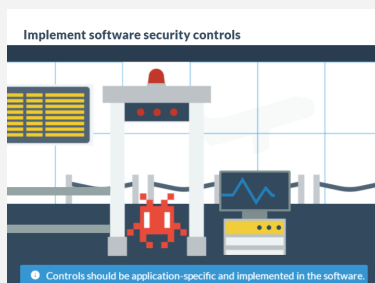 Implement software security controls
Controls should be application-specific and implemented in the software.